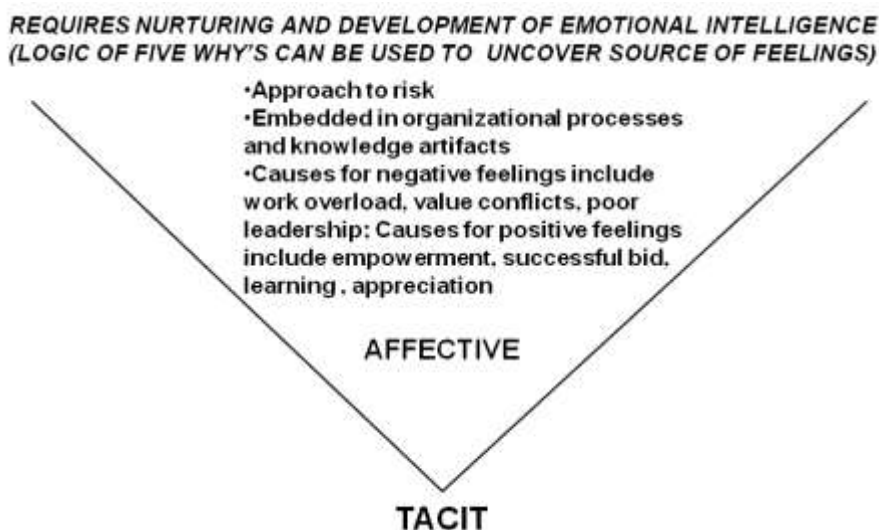 REQUIRES NURTURING AND DEVELOPMENT OF EMOTIONAL INTELLIGENCE
(LOGIC OF FIVE WHY'S CAN BE USED TO UNCOVER SOURCE OF FEELINGS)
•Approach to risk
•Embedded in organizational processes
and knowledge artifacts
•Causes for negative feelings include
work overload, value conflicts, poor
leadership; Causes for positive feelings
include empowerment, successful bid,
learning , appreciation
AFFECTIVE
TACIT